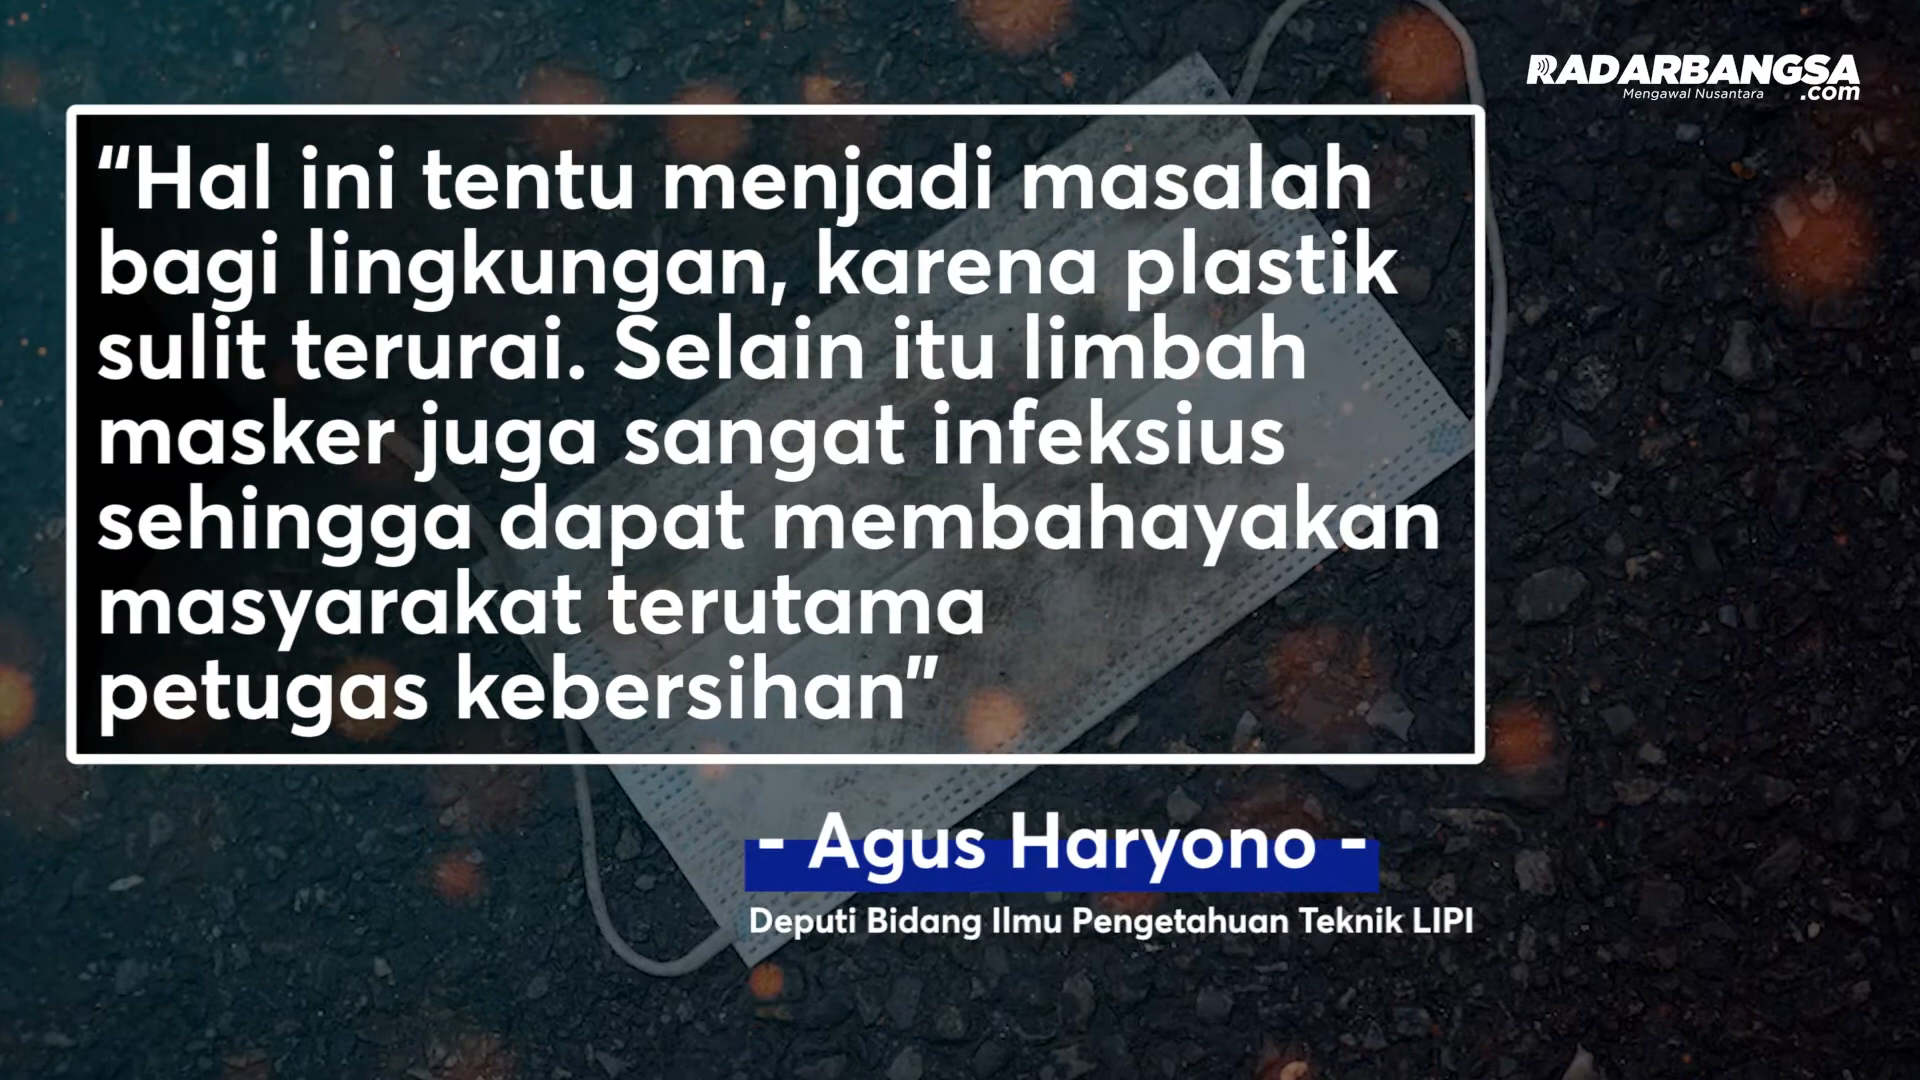 RADARBANGSA
Mengawal Nusantara .com
“Hal ini tentu menjadi masalah
bagi lingkungan, karena plastik
sulit terurai. Selain itu limbah
masker juga sangat infeksius
sehingga dapat membahayakan
masyarakat terutama
petugas kebersihan”
- Agus Haryono -
Deputi Bidang Ilmu Pengetahuan Teknik LIPI